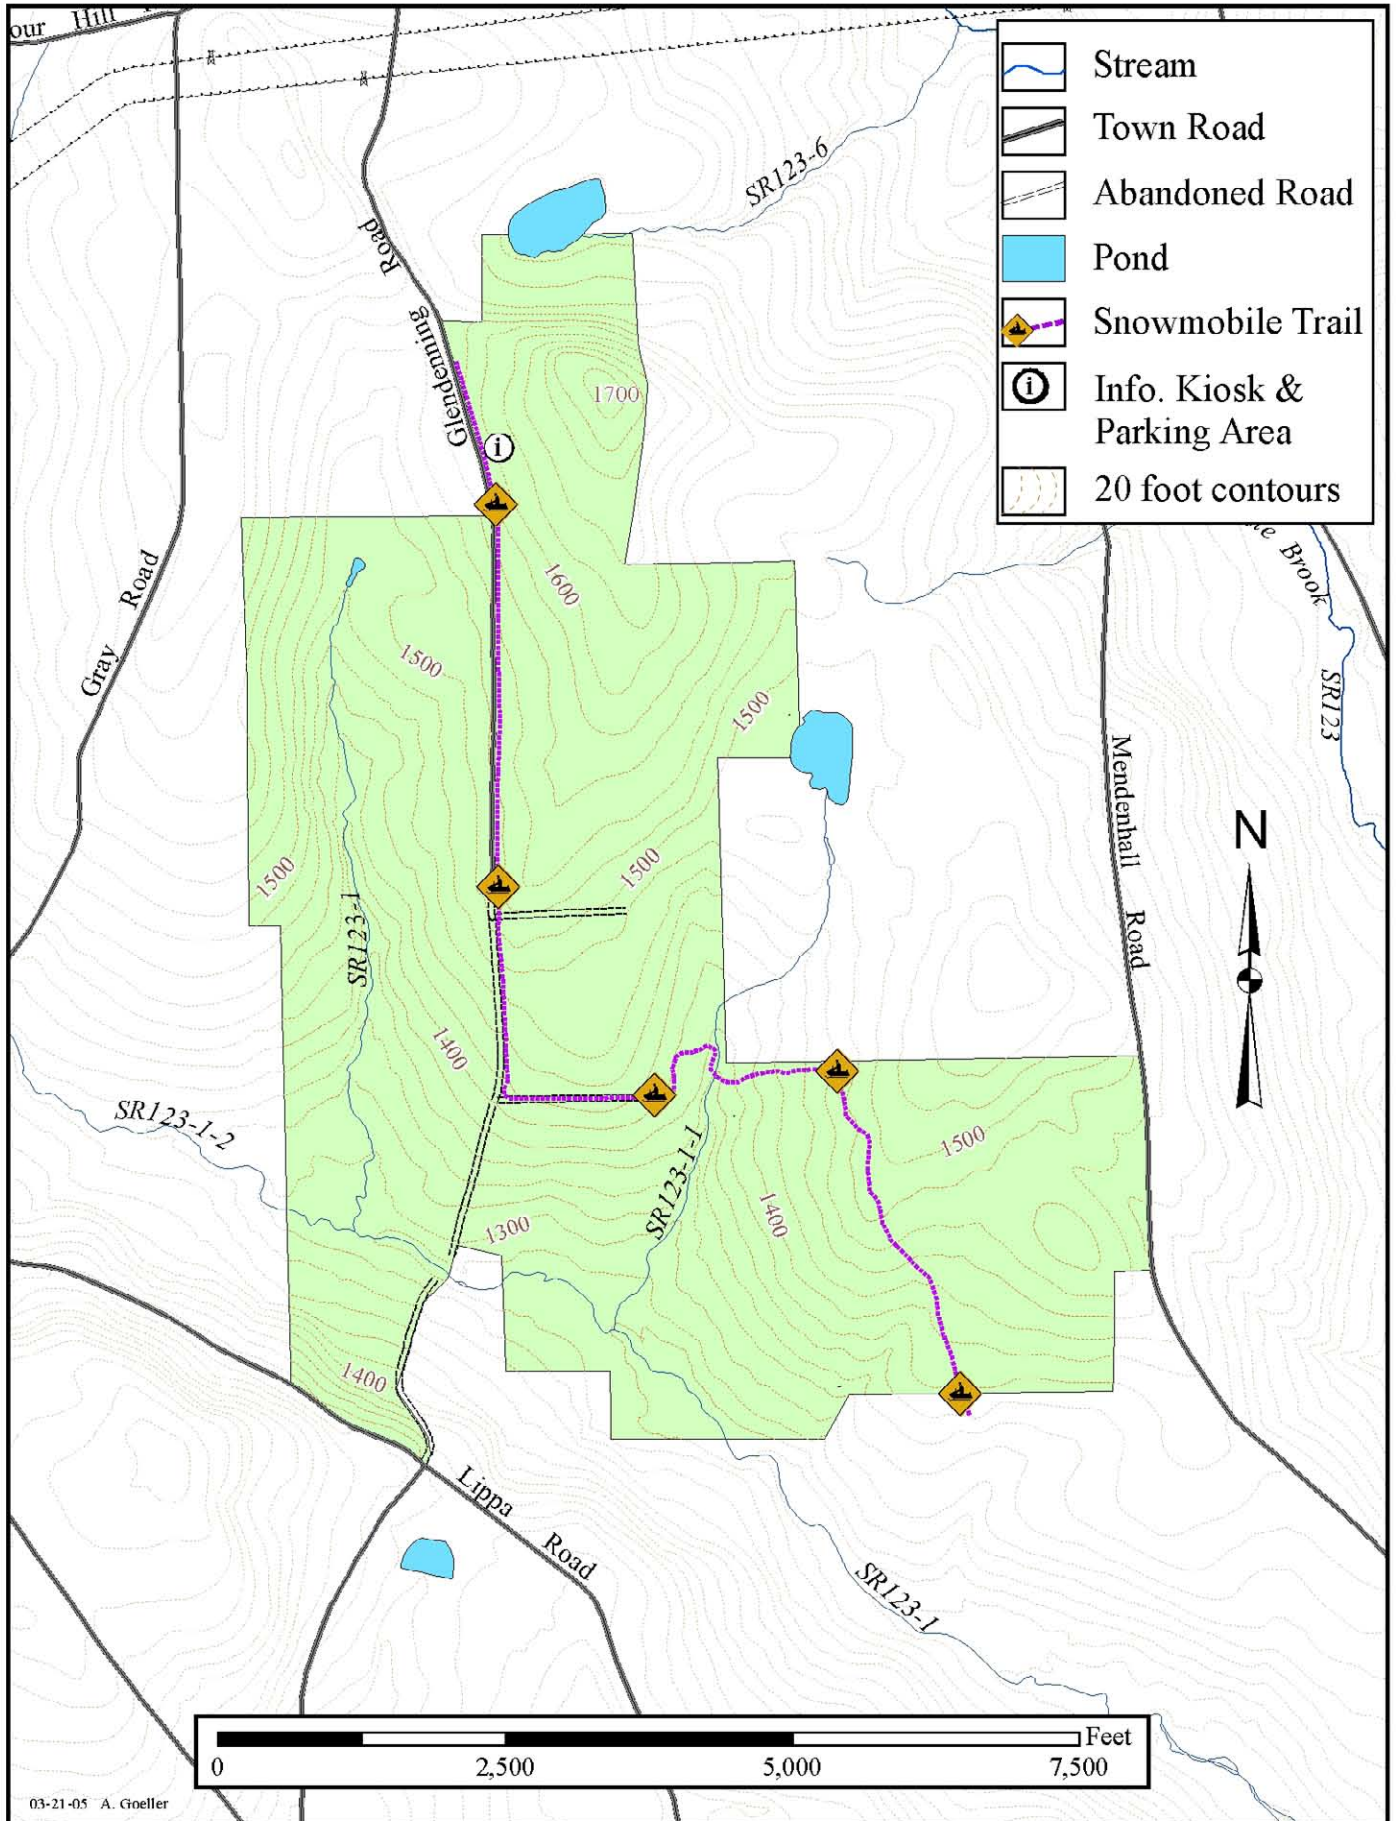 our Hill
Stream
Town Road
Abandoned Road
Pond
Snowmobile Trail
i
Info. Kiosk &
Parking Area
20 foot contours
SR123-6
Glendenning Road
1700
i
Gray Road
1600
1500
1500
Brook
SR123
Mendenhall Road
N
1500
1500
SR123-1
1400
SR123-1-2
SR123-1-1
1500
1400
1300
1400
Lippa Road
SR123-1
Feet
0 2,500 5,000 7,500
03-21-05 A. Goeller